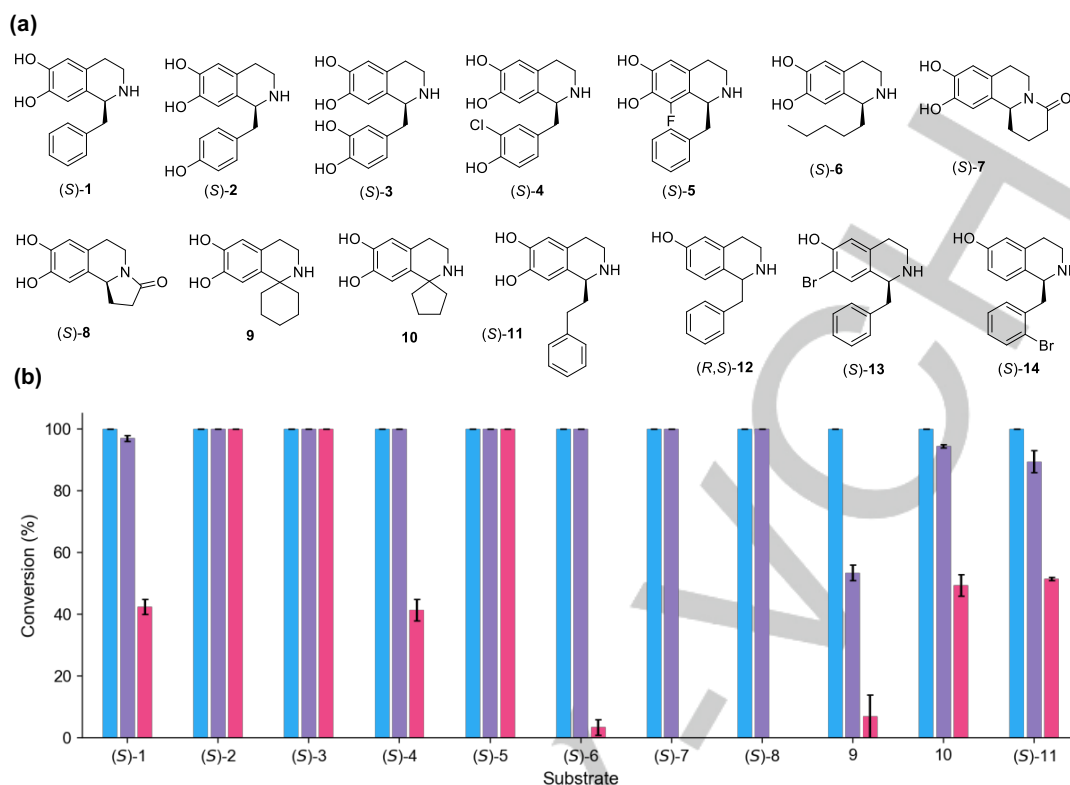 (a)
HO HO NH
HO HO NH HO
HO HO NH HO HO
HO HO NH Cl HO
HO HO NH F
HO HO NH
HO HO N O
(S)-1 (S)-2 (S)-3 (S)-4 (S)-5 (S)-6 (S)-7
HO HO N O
HO HO NH
HO HO NH
HO HO NH
HO NH
HO Br NH
HO NH Br
(S)-8 9 10 (S)-11 (R,S)-12 (S)-13 (S)-14
(b)
Conversion (%)
100
80
60
40
20
0
(S)-1 (S)-2 (S)-3 (S)-4 (S)-5 (S)-6 (S)-7 (S)-8 9 10 (S)-11
Substrate
-VCH